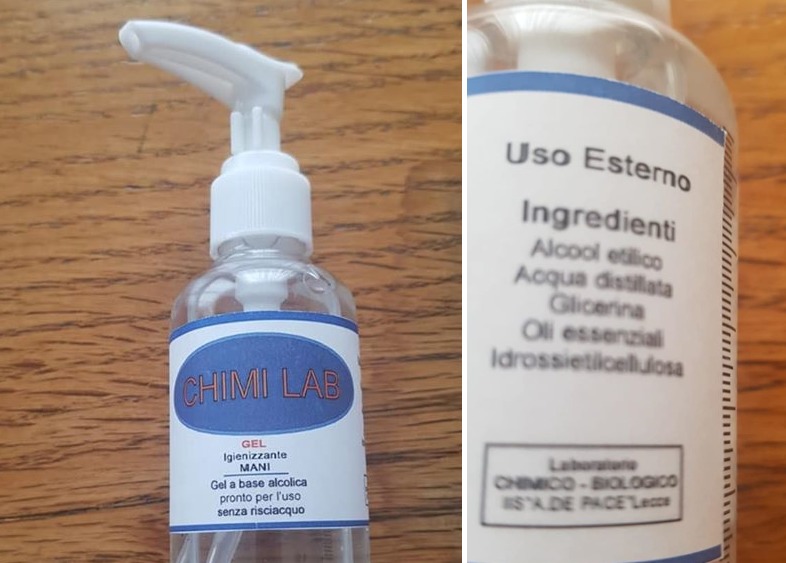 CHIMI LAB
GEL
Igienizzante
MANI
Gel a base alcolica
pronto per l'uso
senza risciacquo
Uso Esterno
Ingredienti
Alcool etilico
Acqua distillata
Glicerina
Oli essenziali
Idrossietilcellulosa
Laboratorio
CHIMICO - BIOLOGICO
IIS "A.DE PACE" Lecce